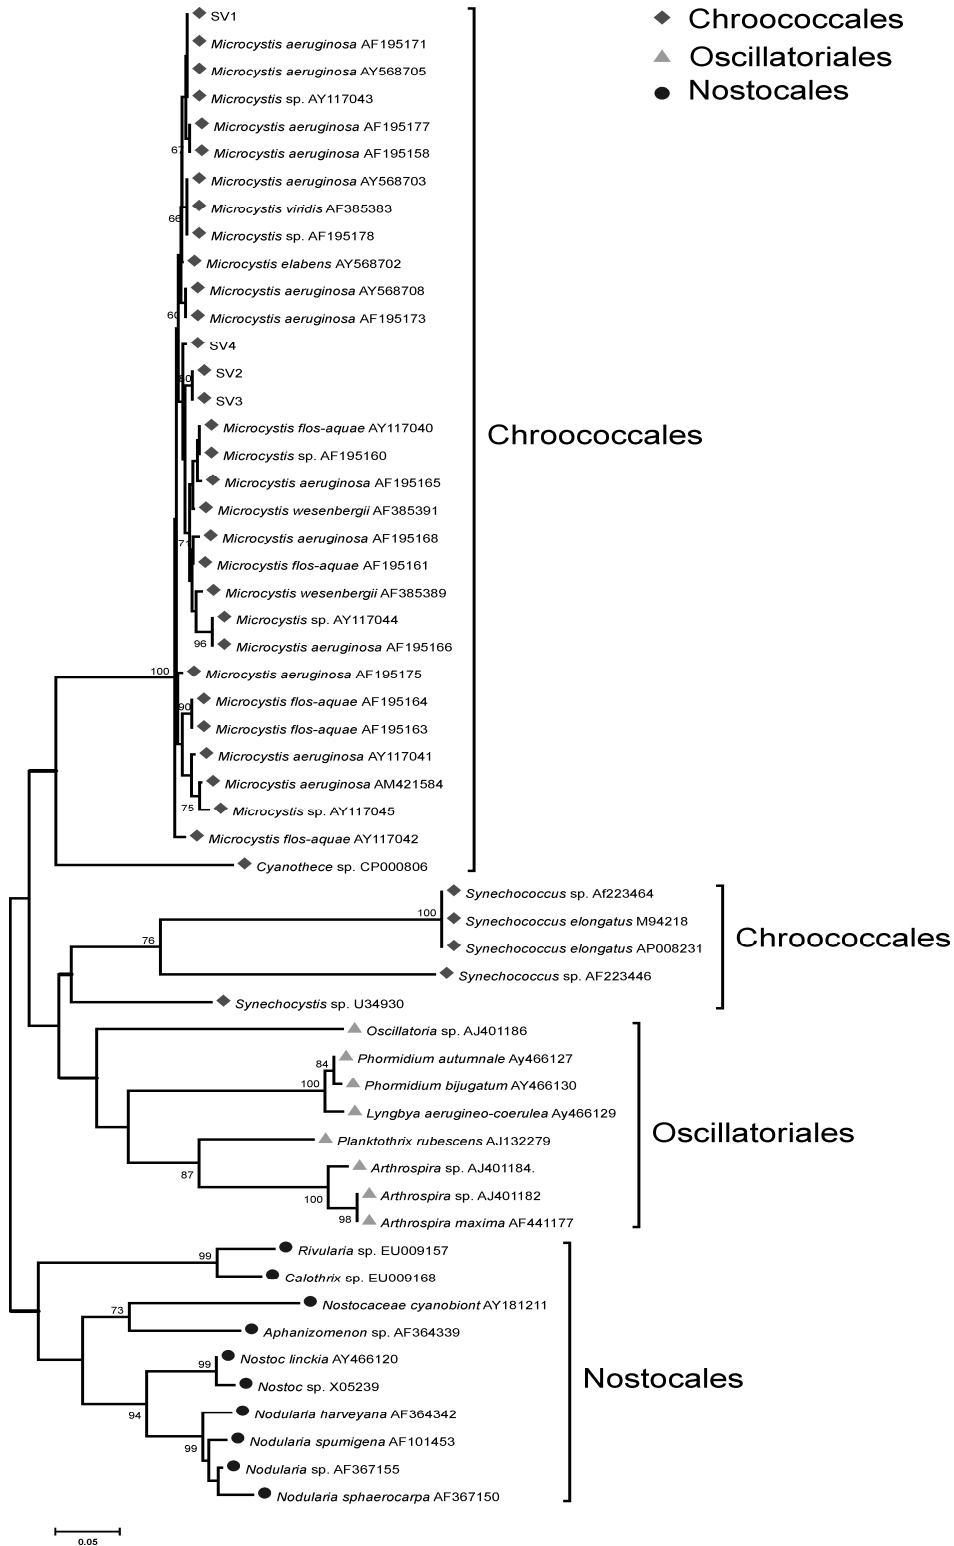 Chroococcales
Oscillatoriales
Nostocales
SV1
Microcystis aeruginosa AF195171
Microcystis aeruginosa AY568705
Microcystis sp. AY117043
Microcystis aeruginosa AF195177
67
Microcystis aeruginosa AF195158
Microcystis aeruginosa AY568703
Microcystis viridis AF385383
66
Microcystis sp. AF195178
Microcystis elabens AY568702
Microcystis aeruginosa AY568708
60
Microcystis aeruginosa AF195173
SV4
80
SV2
SV3
Microcystis flos-aquae AY117040
Chroococcales
Microcystis sp. AF195160
Microcystis aeruginosa AF195165
Microcystis wesenbergii AF385391
71
Microcystis aeruginosa AF195168
Microcystis flos-aquae AF195161
Microcystis wesenbergii AF385389
Microcystis sp. AY117044
96
Microcystis aeruginosa AF195166
100
Microcystis aeruginosa AF195175
90
Microcystis flos-aquae AF195164
Microcystis flos-aquae AF195163
Microcystis aeruginosa AY117041
Microcystis aeruginosa AM421584
75
Microcystis sp. AY117045
Microcystis flos-aquae AY117042
Cyanothece sp. CP000806
Synechococcus sp. Af223464
100
Synechococcus elongatus M94218
76
Chroococcales
Synechococcus elongatus AP008231
Synechococcus sp. AF223446
Synechocystis sp. U34930
Oscillatoria sp. AJ401186
84
Phormidium autumnale Ay466127
100
Phormidium bijugatum AY466130
Lyngbya aerugineo-coerulea Ay466129
Oscillatoriales
Planktothrix rubescens AJ132279
87
Arthrospira sp. AJ401184.
100
Arthrospira sp. AJ401182
98
Arthrospira maxima AF441177
99
Rivularia sp. EU009157
Calothrix sp. EU009168
73
Nostocaceae cyanobiont AY181211
Aphanizomenon sp. AF364339
99
Nostoc linckia AY466120
Nostocales
Nostoc sp. X05239
94
Nodularia harveyana AF364342
99
Nodularia spumigena AF101453
Nodularia sp. AF367155
Nodularia sphaerocarpa AF367150
0.05